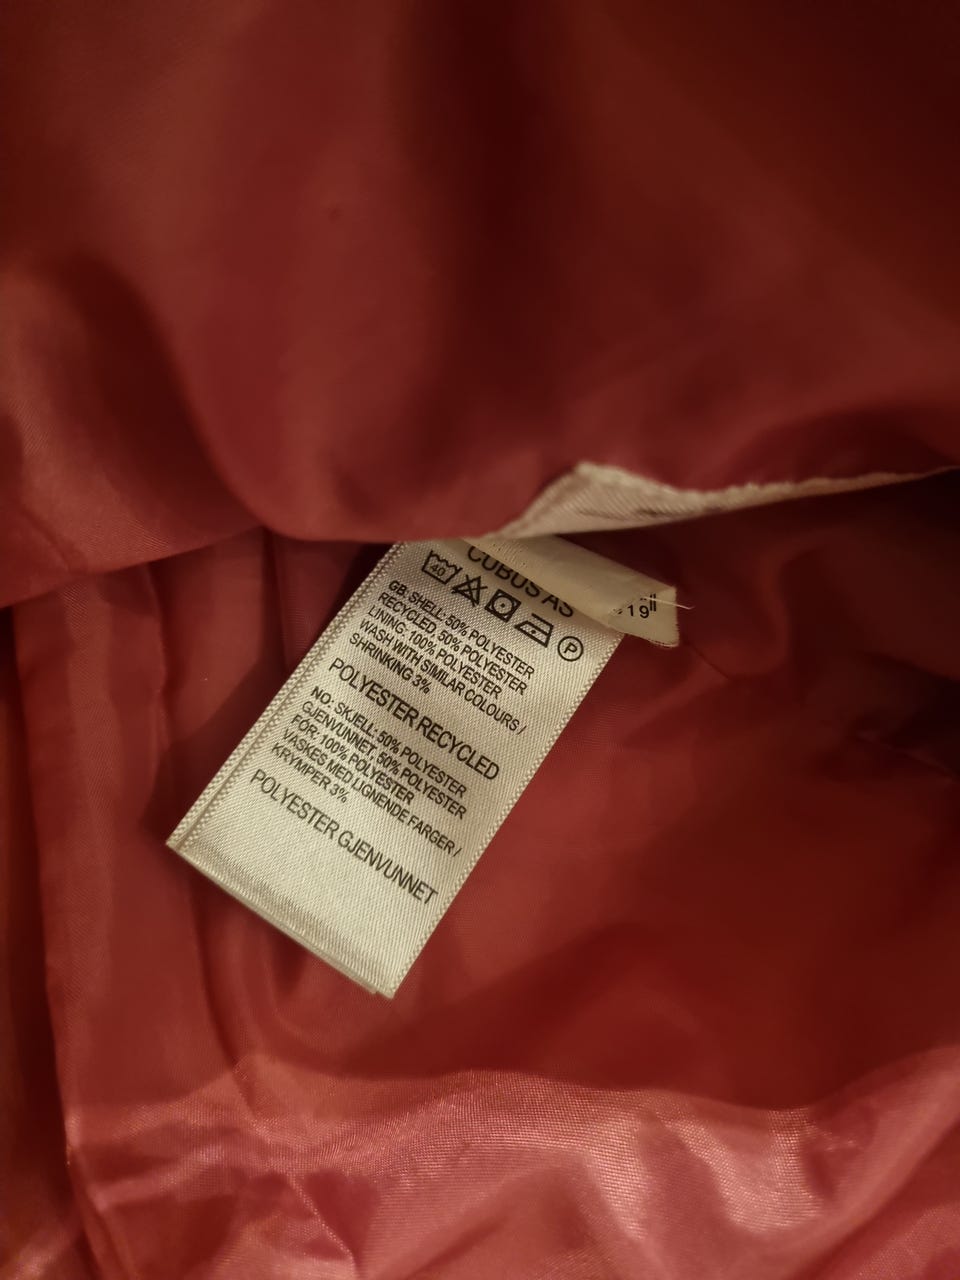 CUBUS AS
19
40
P
GB: SHELL: 50% POLYESTER
RECYCLED, 50% POLYESTER
LINING: 100% POLYESTER
WASH WITH SIMILAR COLOURS /
SHRINKING 3%
POLYESTER RECYCLED
NO: SKJELL: 50% POLYESTER
GJENVUNNET, 50% POLYESTER
FÔR: 100% POLYESTER
VASKES MED LIGNENDE FARGER /
KRYMPER 3%
POLYESTER GJENVUNNET